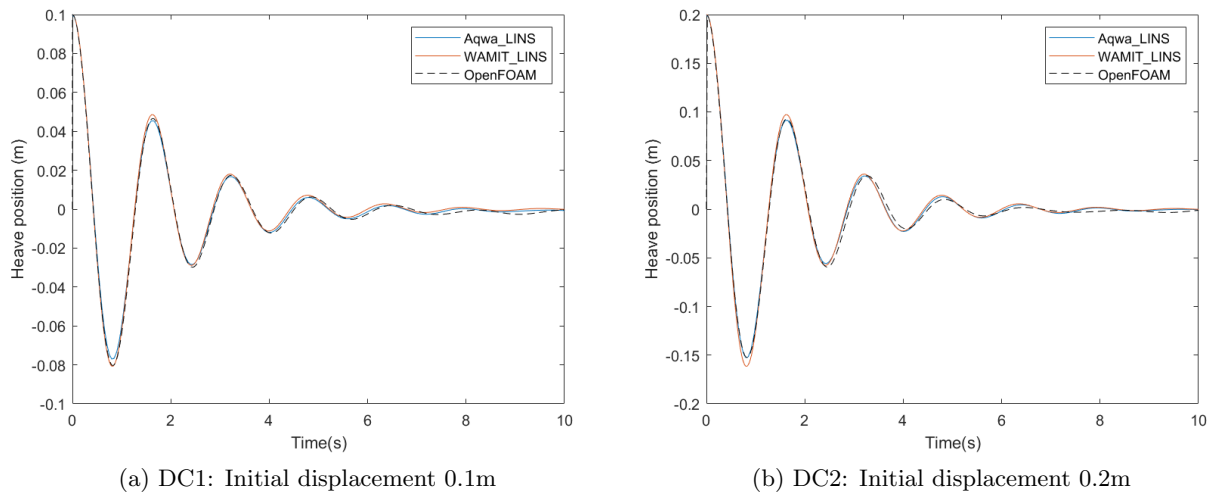 0.1
0.08
0.06
0.04
0.02
0
-0.02
-0.04
-0.06
-0.08
-0.1
Heave position (m)
0 2 4 6 8 10
Time(s)
Aqwa_LINS
WAMIT_LINS
OpenFOAM
(a) DC1: Initial displacement 0.1m
0.2
0.15
0.1
0.05
0
-0.05
-0.1
-0.15
-0.2
Heave position (m)
0 2 4 6 8 10
Time(s)
Aqwa_LINS
WAMIT_LINS
OpenFOAM
(b) DC2: Initial displacement 0.2m